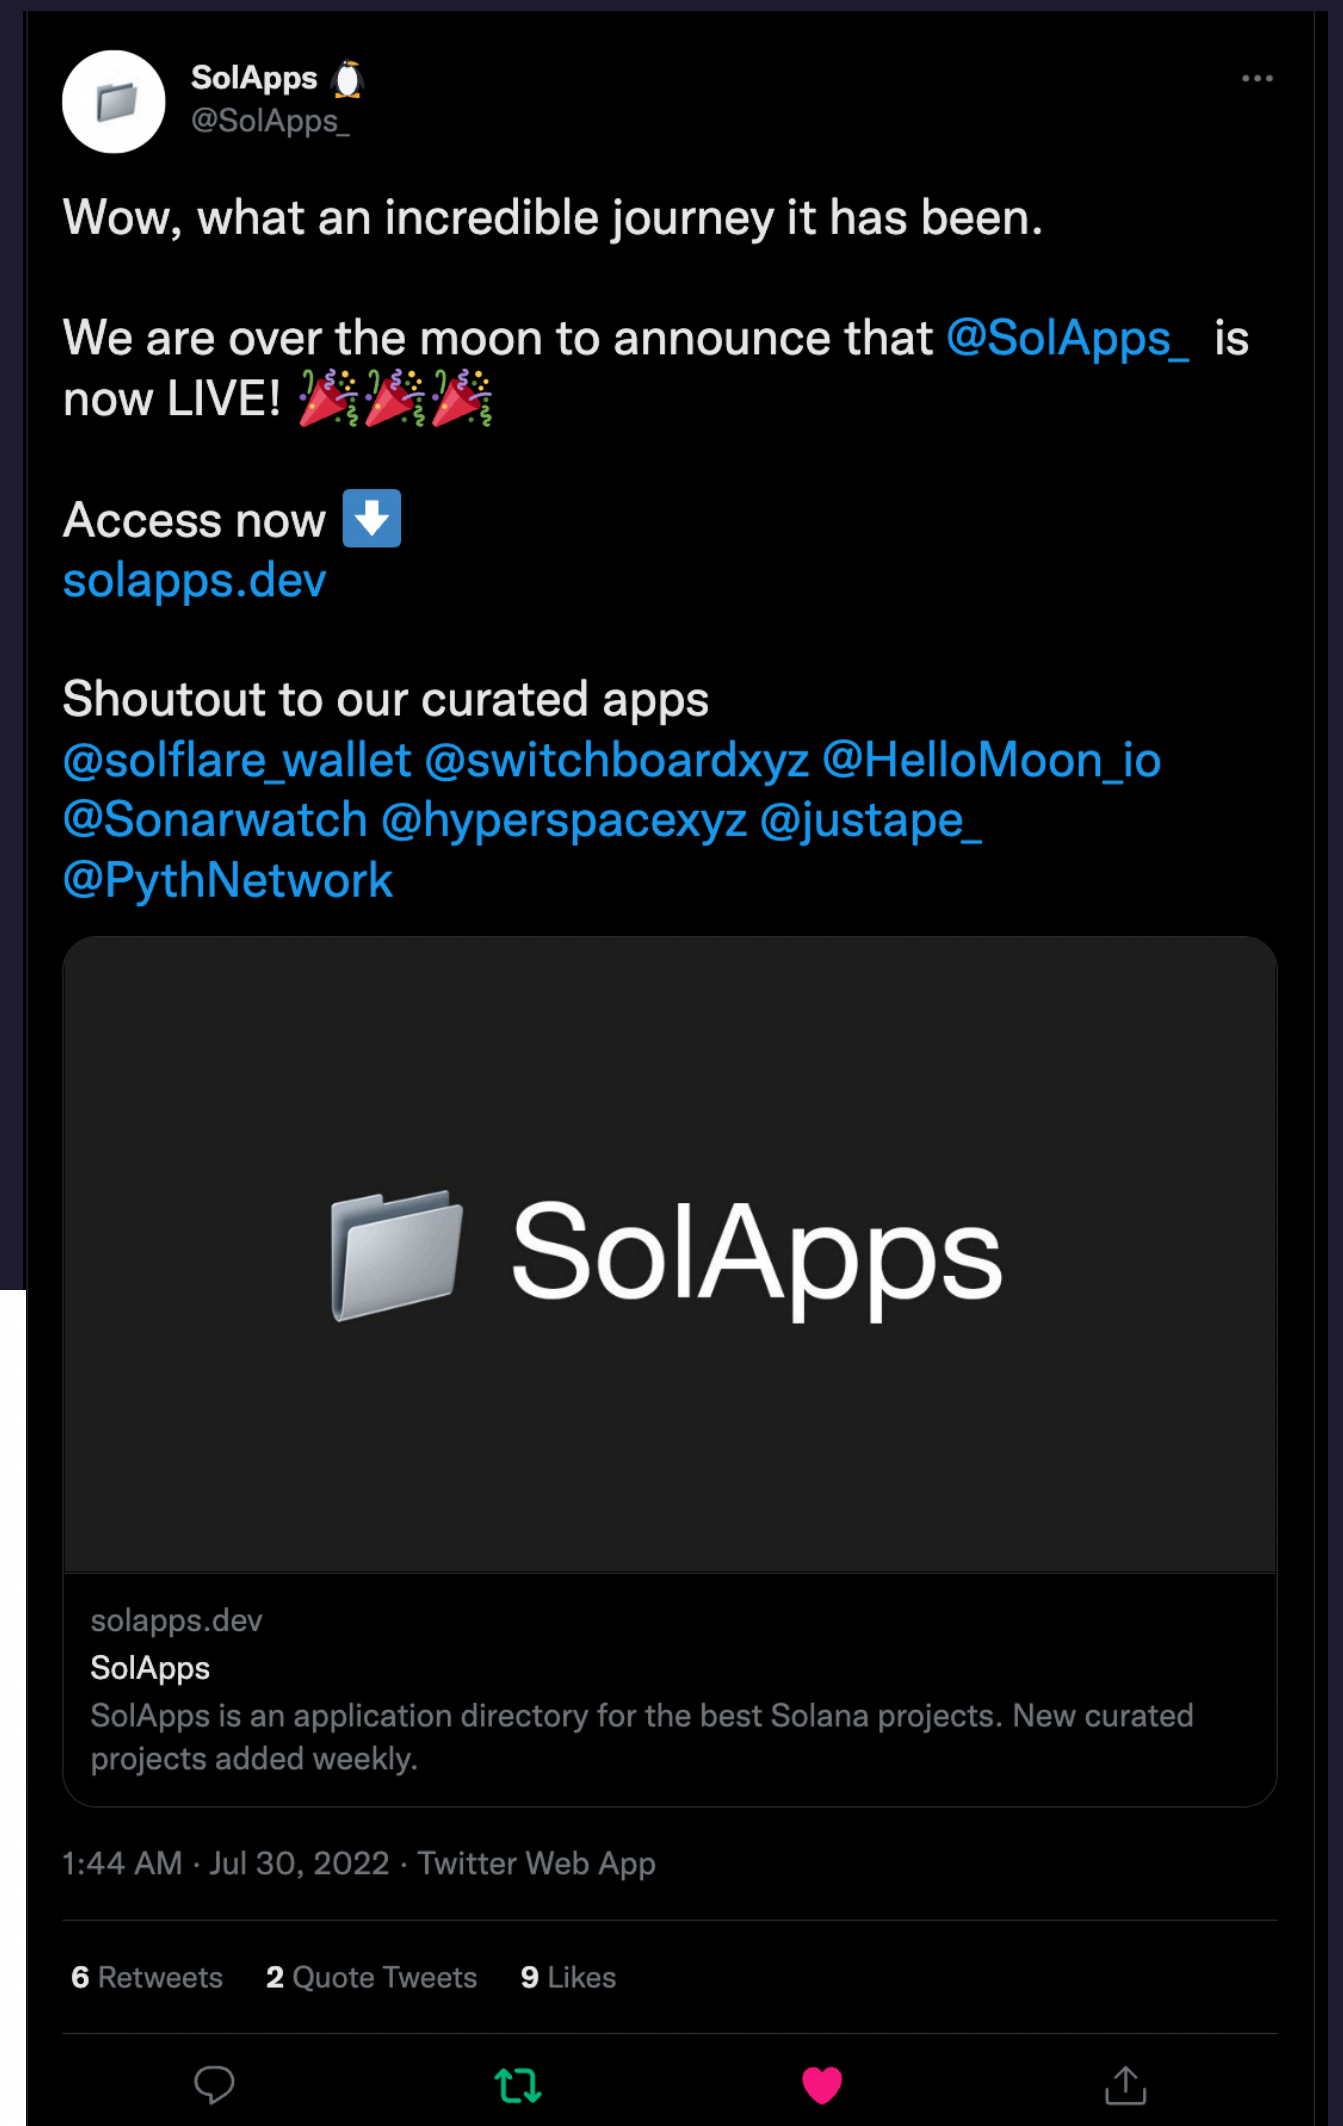 SolApps 🐧
@SolApps_
Wow, what an incredible journey it has been.
We are over the moon to announce that @SolApps_ is
now LIVE! 🎉🎉🎉
Access now ⬇️
solapps.dev
Shoutout to our curated apps
@solflare_wallet @switchboardxyz @HelloMoon_io
@Sonarwatch @hyperspacexyz @justape_
@PythNetwork
SolApps
solapps.dev
SolApps
SolApps is an application directory for the best Solana projects. New curated
projects added weekly.
1:44 AM · Jul 30, 2022 · Twitter Web App
6 Retweets 2 Quote Tweets 9 Likes